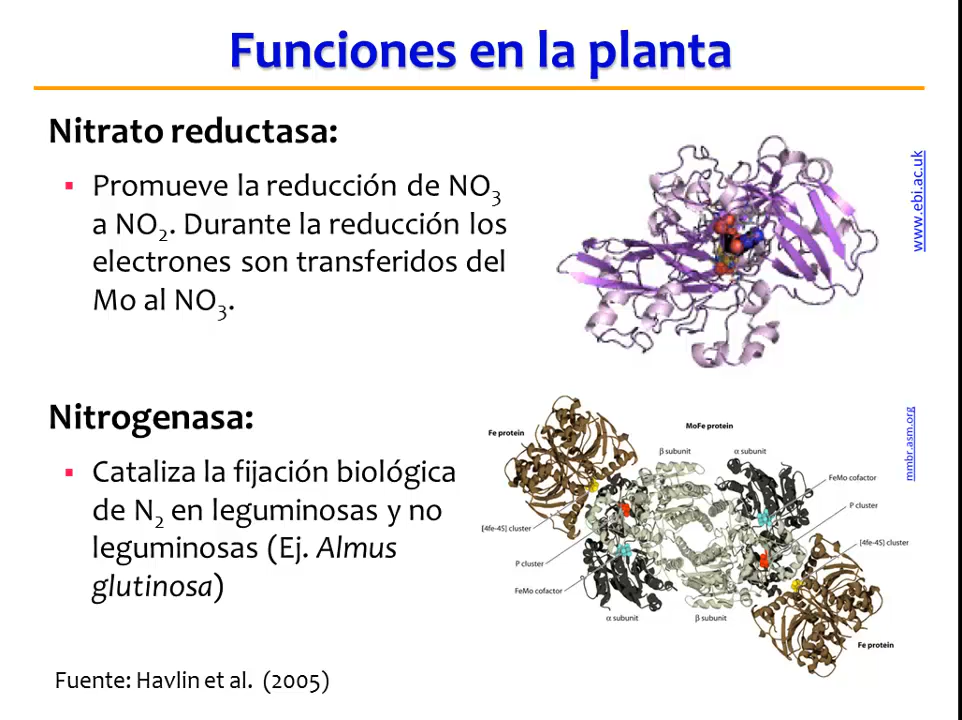 Funciones en la planta
Nitrato reductasa:
▪ Promueve la reducción de NO₃
a NO₂. Durante la reducción los
electrones son transferidos del
Mo al NO₃.
www.ebi.ac.uk
Nitrogenasa:
▪ Cataliza la fijación biológica
de N₂ en leguminosas y no
leguminosas (Ej. Almus
glutinosa)
Fe protein
MoFe protein
β subunit
α subunit
FeMo cofactor
P cluster
[4fe-4S] cluster
[4fe-4S] cluster
P cluster
FeMo cofactor
α subunit
β subunit
Fe protein
mmbr.asm.org
Fuente: Havlin et al. (2005)